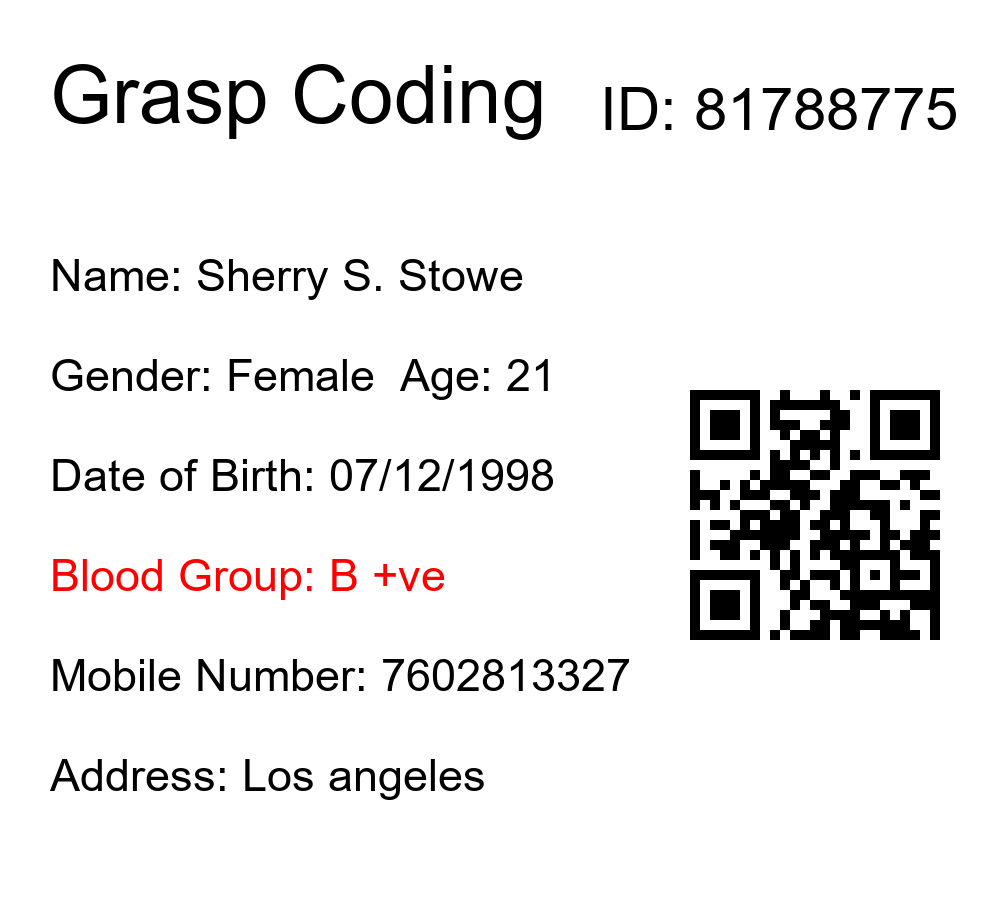 Grasp Coding ID: 81788775
Name: Sherry S. Stowe
Gender: Female Age: 21
Date of Birth: 07/12/1998
Blood Group: B +ve
Mobile Number: 7602813327
Address: Los angeles